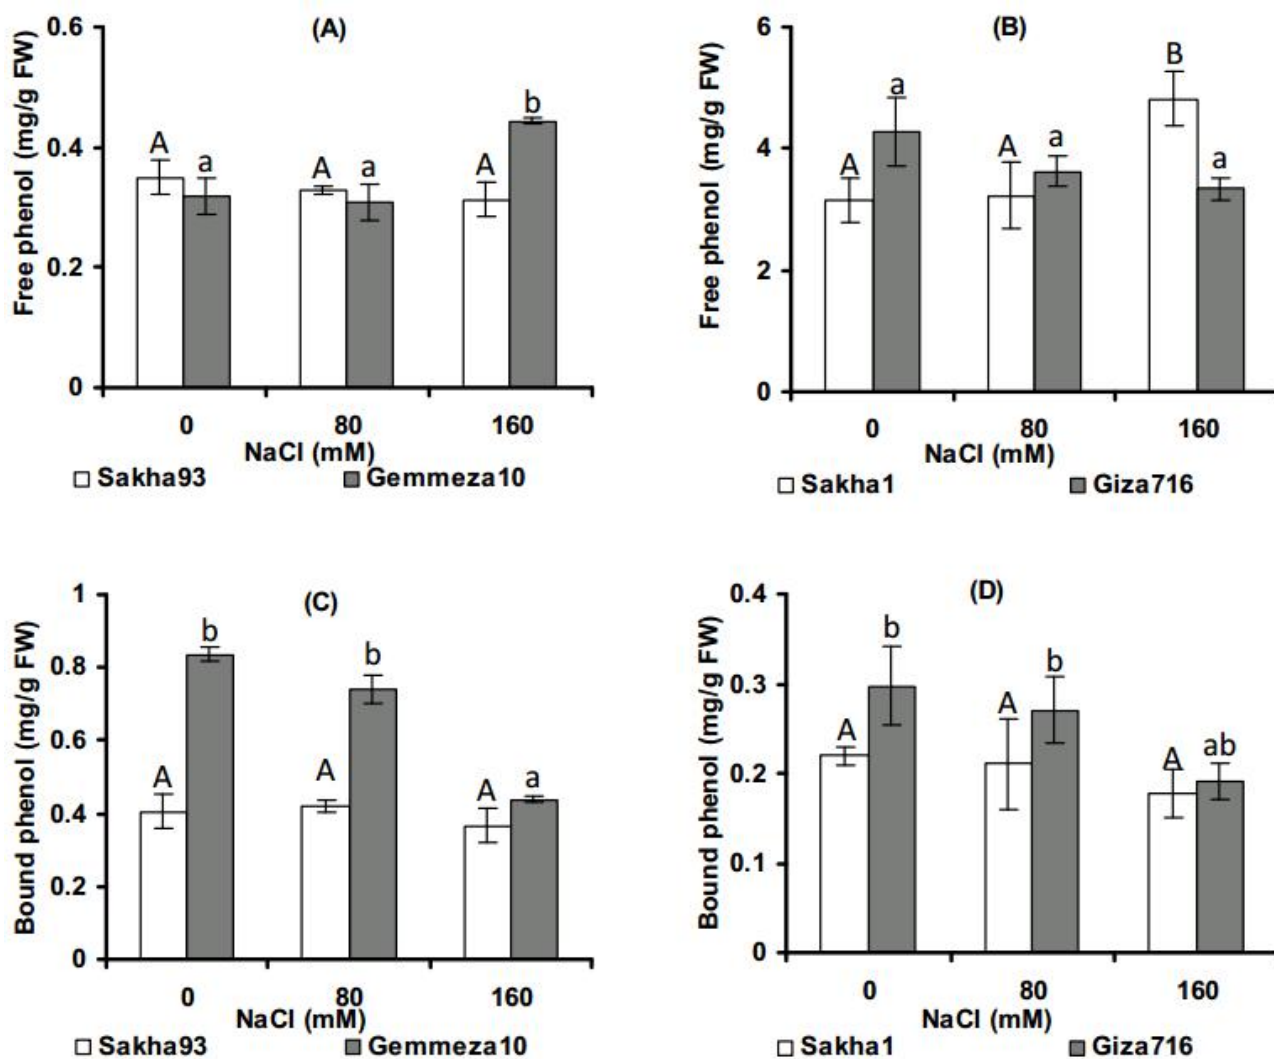 (A)
Free phenol (mg/g FW)
0.6
0.4
0.2
0
A
a
A
a
A
b
0
80
160
NaCl (mM)
Sakha93
Gemmeza10
(B)
Free phenol (mg/g FW)
6
4
2
0
A
a
A
a
B
a
0
80
160
NaCl (mM)
Sakha1
Giza716
(C)
Bound phenol (mg/g FW)
1
0.8
0.6
0.4
0.2
0
A
b
A
b
A
a
0
80
160
NaCl (mM)
Sakha93
Gemmeza10
(D)
Bound phenol (mg/g FW)
0.4
0.3
0.2
0.1
0
A
b
A
b
A
ab
0
80
160
NaCl (mM)
Sakha1
Giza716